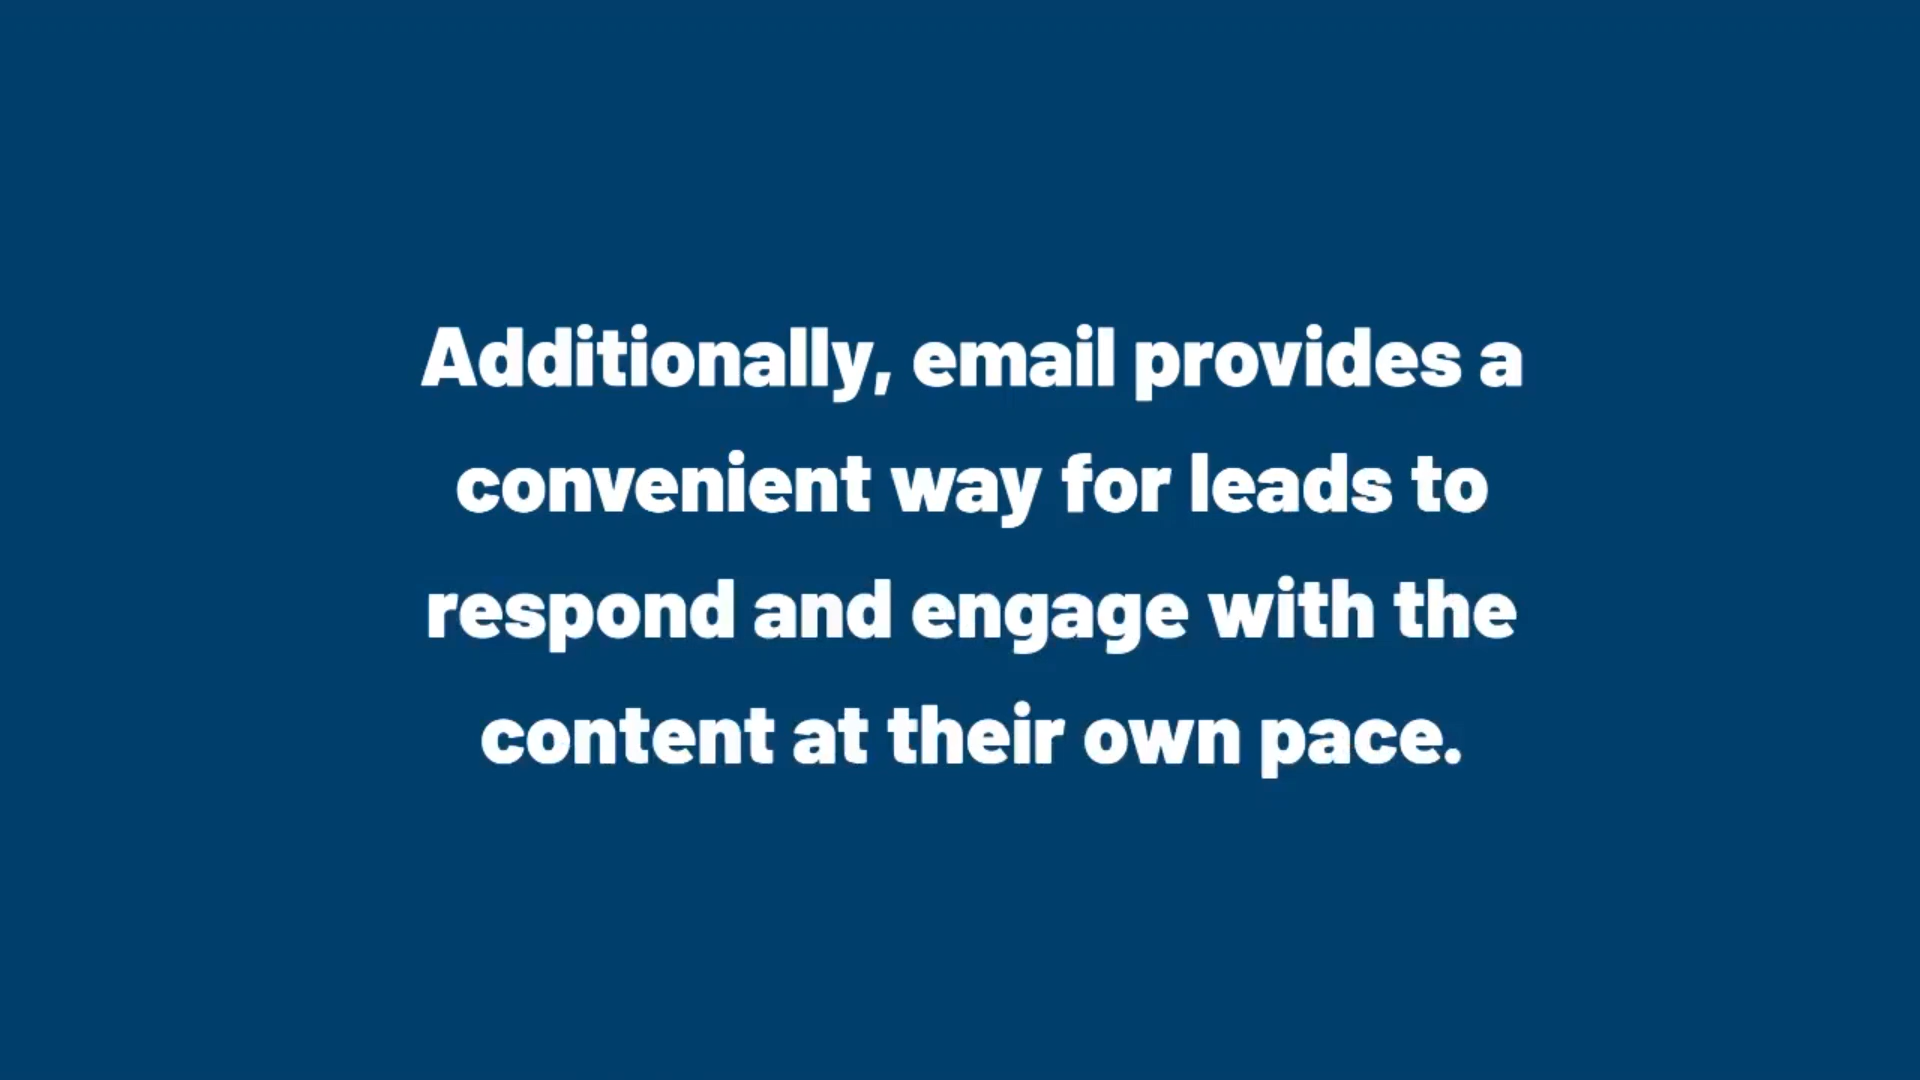 Additionally, email provides a
convenient way for leads to
respond and engage with the
content at their own pace.